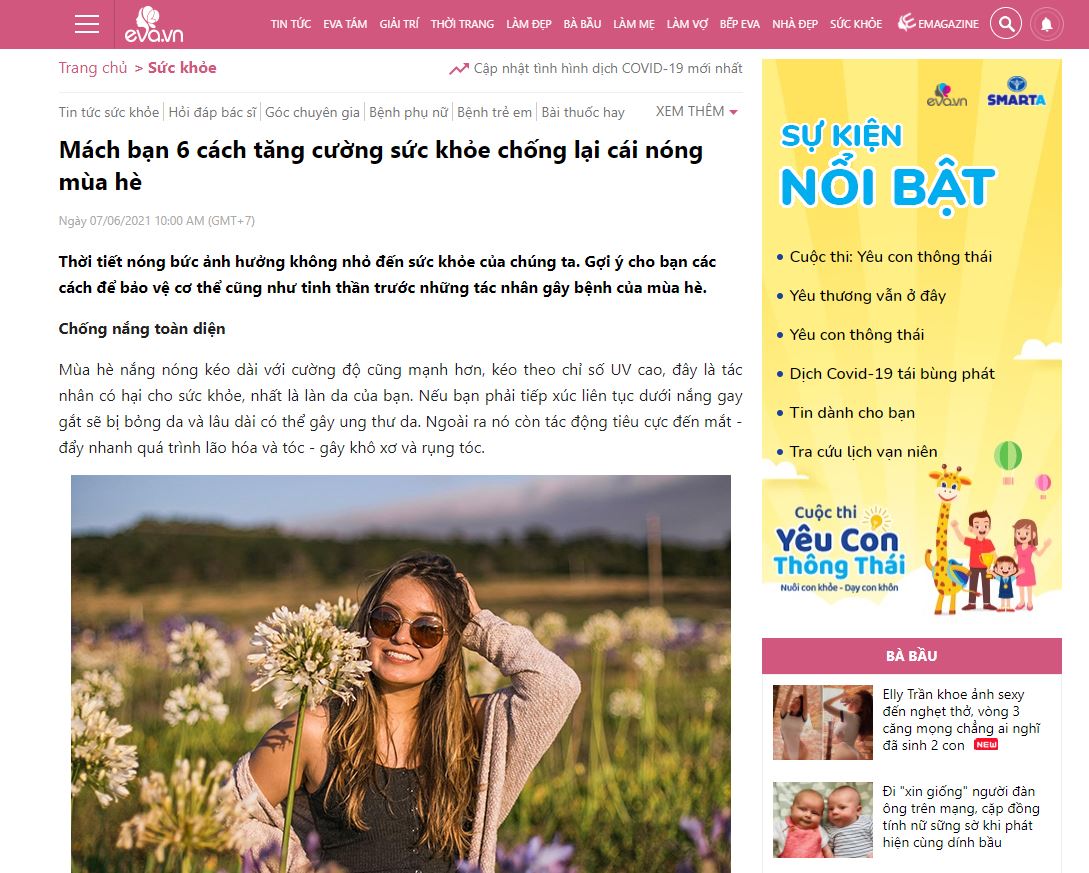 eva.vn
TIN TỨC EVA TÁM GIẢI TRÍ THỜI TRANG LÀM ĐẸP BÀ BẦU LÀM MẸ LÀM VỢ BẾP EVA NHÀ ĐẸP SỨC KHỎE EMAGAZINE
Trang chủ > Sức khỏe
Cập nhật tình hình dịch COVID-19 mới nhất
Tin tức sức khỏe Hỏi đáp bác sĩ Góc chuyên gia Bệnh phụ nữ Bệnh trẻ em Bài thuốc hay XEM THÊM
Mách bạn 6 cách tăng cường sức khỏe chống lại cái nóng
mùa hè
Ngày 07/06/2021 10:00 AM (GMT+7)
Thời tiết nóng bức ảnh hưởng không nhỏ đến sức khỏe của chúng ta. Gợi ý cho bạn các
cách để bảo vệ cơ thể cũng như tinh thần trước những tác nhân gây bệnh của mùa hè.
Chống nắng toàn diện
Mùa hè nắng nóng kéo dài với cường độ cũng mạnh hơn, kéo theo chỉ số UV cao, đây là tác
nhân có hại cho sức khỏe, nhất là làn da của bạn. Nếu bạn phải tiếp xúc liên tục dưới nắng gay
gắt sẽ bị bỏng da và lâu dài có thể gây ung thư da. Ngoài ra nó còn tác động tiêu cực đến mắt -
đẩy nhanh quá trình lão hóa và tóc - gây khô xơ và rụng tóc.
eva.vn SMARTA
SỰ KIỆN
NỔI BẬT
Cuộc thi: Yêu con thông thái
Yêu thương vẫn ở đây
Yêu con thông thái
Dịch Covid-19 tái bùng phát
Tin dành cho bạn
Tra cứu lịch vạn niên
Cuộc thi
Yêu Con
Thông Thái
Nuôi con khỏe - Dạy con khôn
BÀ BẦU
Elly Trần khoe ảnh sexy
đến nghẹt thở, vòng 3
căng mọng chẳng ai nghĩ
đã sinh 2 con NEW
Đi "xin giống" người đàn
ông trên mạng, cặp đồng
tính nữ sững sờ khi phát
hiện cùng dính bầu